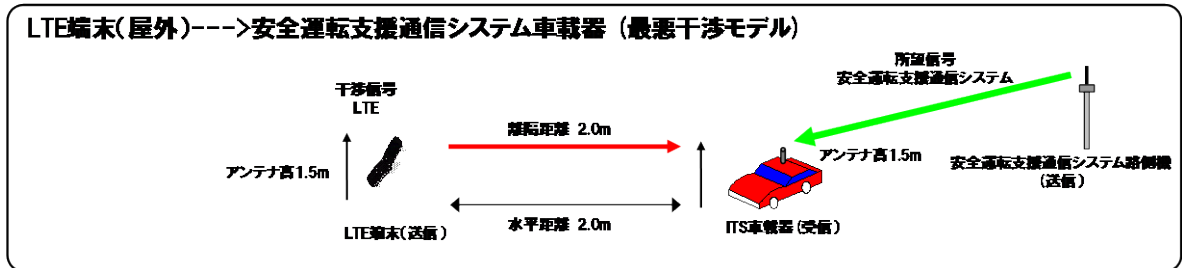 LTE端末(屋外)--->安全運転支援通信システム車載器 (最悪干渉モデル)
所望信号
安全運転支援通信システム
干渉信号
LTE
離隔距離 2.0m
アンテナ高1.5m
アンテナ高1.5m
安全運転支援通信システム路側機
(送信)
水平距離 2.0m
LTE端末(送信)
ITS車載器(受信)